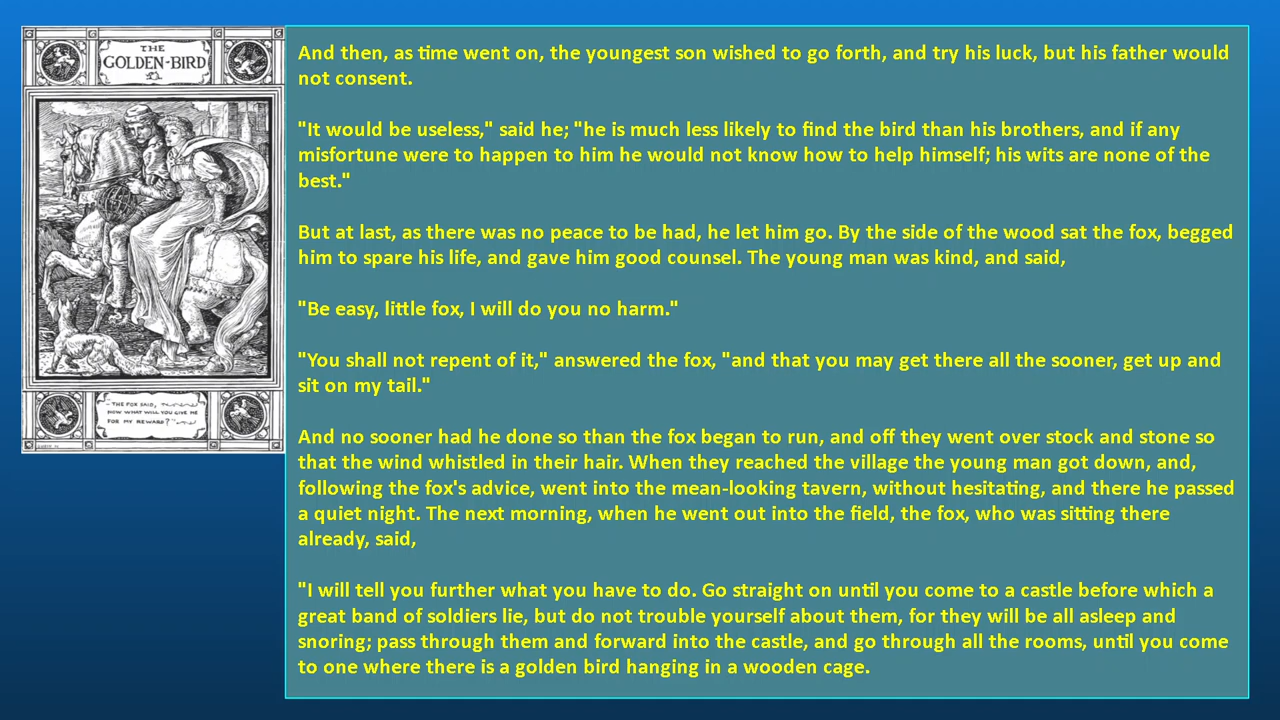 THE
GOLDEN-BIRD
- THE FOX SAID,
NOW WHAT WILL YOU GIVE ME
FOR MY REWARD?"
And then, as time went on, the youngest son wished to go forth, and try his luck, but his father would
not consent.
"It would be useless," said he; "he is much less likely to find the bird than his brothers, and if any
misfortune were to happen to him he would not know how to help himself; his wits are none of the
best."
But at last, as there was no peace to be had, he let him go. By the side of the wood sat the fox, begged
him to spare his life, and gave him good counsel. The young man was kind, and said,
"Be easy, little fox, I will do you no harm."
"You shall not repent of it," answered the fox, "and that you may get there all the sooner, get up and
sit on my tail."
And no sooner had he done so than the fox began to run, and off they went over stock and stone so
that the wind whistled in their hair. When they reached the village the young man got down, and,
following the fox's advice, went into the mean-looking tavern, without hesitating, and there he passed
a quiet night. The next morning, when he went out into the field, the fox, who was sitting there
already, said,
"I will tell you further what you have to do. Go straight on until you come to a castle before which a
great band of soldiers lie, but do not trouble yourself about them, for they will be all asleep and
snoring; pass through them and forward into the castle, and go through all the rooms, until you come
to one where there is a golden bird hanging in a wooden cage.